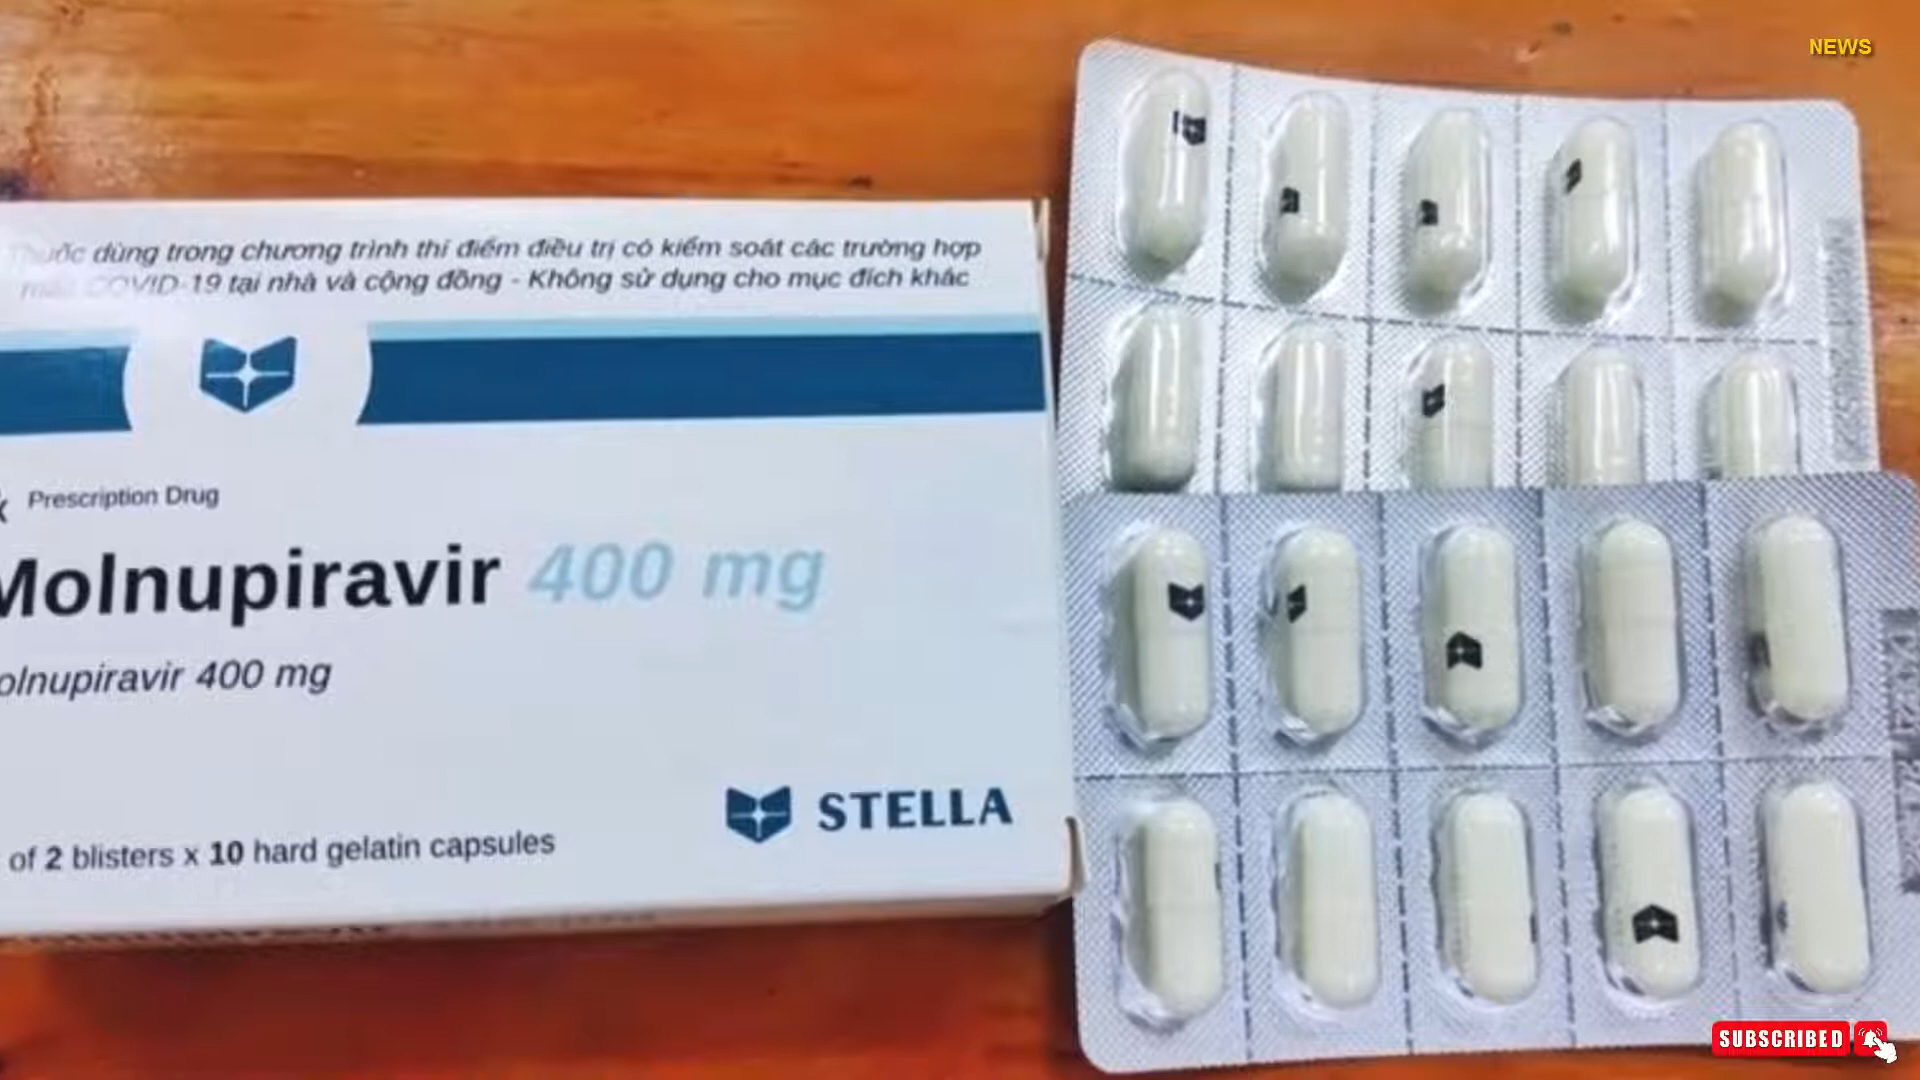 NEWS
Thuốc dùng trong chương trình thí điểm điều trị có kiểm soát các trường hợp
mắc COVID-19 tại nhà và cộng đồng - Không sử dụng cho mục đích khác
Prescription Drug
Molnupiravir 400 mg
olnupiravir 400 mg
STELLA
of 2 blisters x 10 hard gelatin capsules
SUBSCRIBED